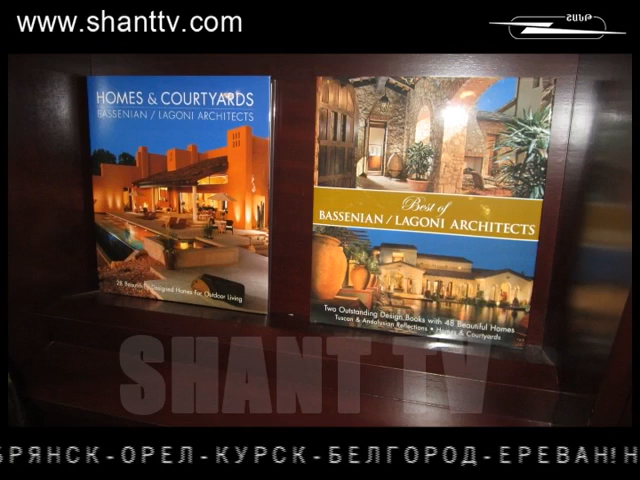 www.shanttv.com
ՇԱՆԹ
HOMES & COURTYARDS
BASSENIAN / LAGONI ARCHITECTS
28 Beautifully Designed Homes For Outdoor Living
Best of
BASSENIAN / LAGONI ARCHITECTS
Two Outstanding Design Books with 48 Beautiful Homes
Tuscan & Andalusian Reflections • Homes & Courtyards
SHANT TV
БРЯНСК-ОРЕЛ-КУРСК-БЕЛГОРОД-ЕРЕВАН! Н